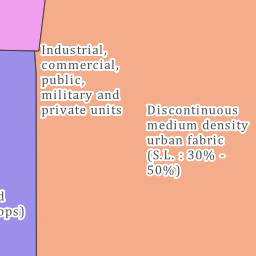 Industrial,
commercial,
public,
military and
private units
Discontinuous
medium density
urban fabric
(S.L. : 30% -
50%)
ops)